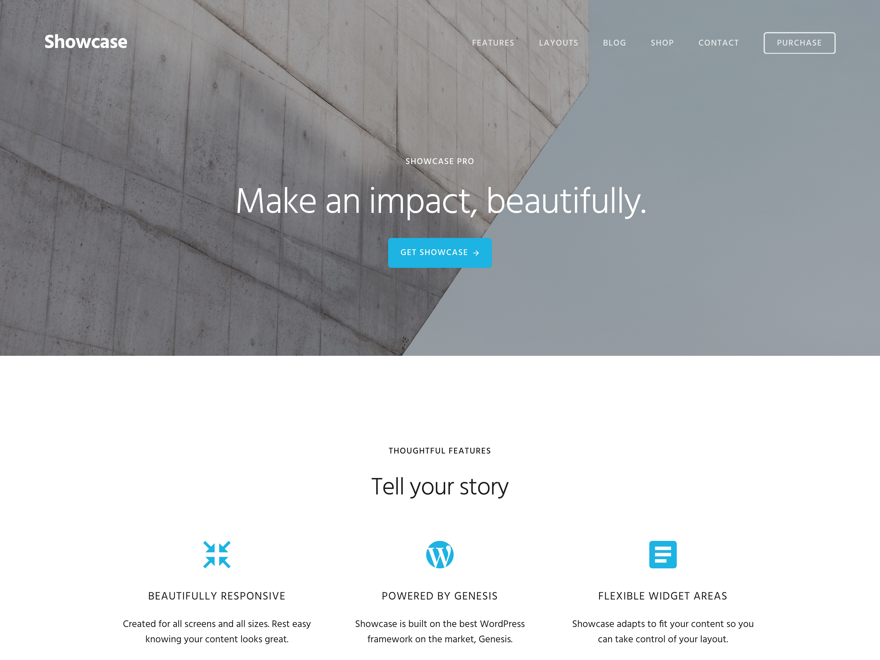 Showcase
FEATURES
LAYOUTS
BLOG
SHOP
CONTACT
PURCHASE
SHOWCASE PRO
Make an impact, beautifully.
GET SHOWCASE →
THOUGHTFUL FEATURES
Tell your story
BEAUTIFULLY RESPONSIVE
Created for all screens and all sizes. Rest easy
knowing your content looks great.
POWERED BY GENESIS
Showcase is built on the best WordPress
framework on the market, Genesis.
FLEXIBLE WIDGET AREAS
Showcase adapts to fit your content so you
can take control of your layout.